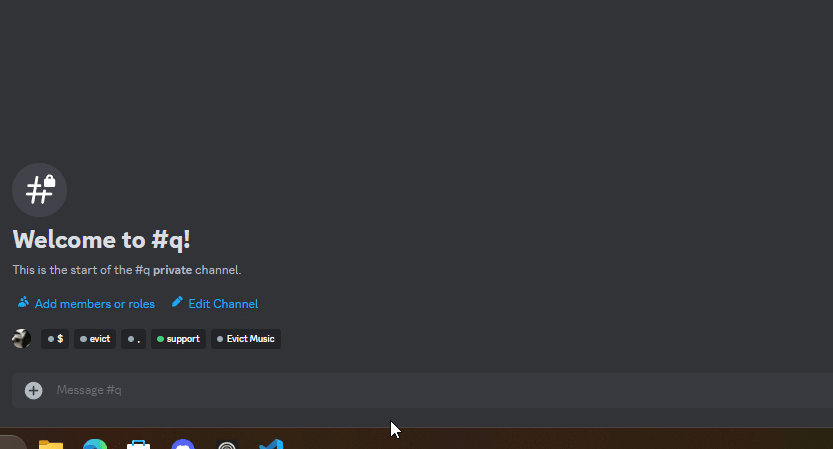 Welcome to #q!
This is the start of the #q private channel.
Add members or roles Edit Channel
$ evict . support Evict Music
Message #q